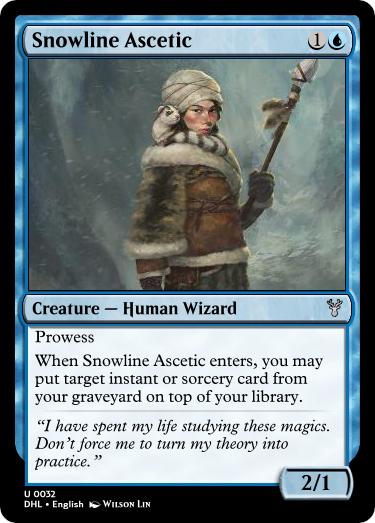 Snowline Ascetic 1
Creature — Human Wizard
Prowess
When Snowline Ascetic enters, you may
put target instant or sorcery card from
your graveyard on top of your library.
“I have spent my life studying these magics.
Don’t force me to turn my theory into
practice.”
2/1
U 0032
DHL • English Wilson Lin